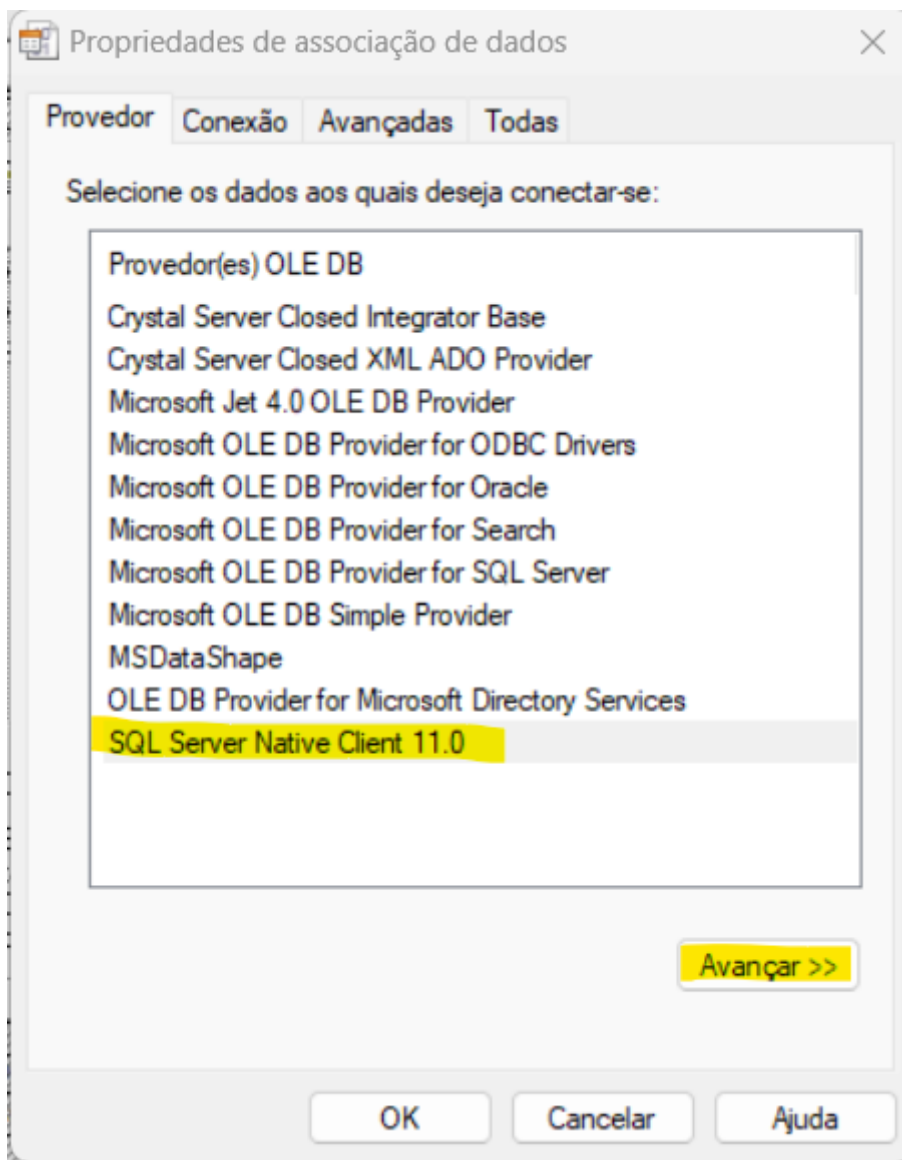 Propriedades de associação de dados
Provedor Conexão Avançadas Todas
Selecione os dados aos quais deseja conectar-se:
Provedor(es) OLE DB
Crystal Server Closed Integrator Base
Crystal Server Closed XML ADO Provider
Microsoft Jet 4.0 OLE DB Provider
Microsoft OLE DB Provider for ODBC Drivers
Microsoft OLE DB Provider for Oracle
Microsoft OLE DB Provider for Search
Microsoft OLE DB Provider for SQL Server
Microsoft OLE DB Simple Provider
MSDataShape
OLE DB Provider for Microsoft Directory Services
SQL Server Native Client 11.0
Avançar >>
OK Cancelar Ajuda